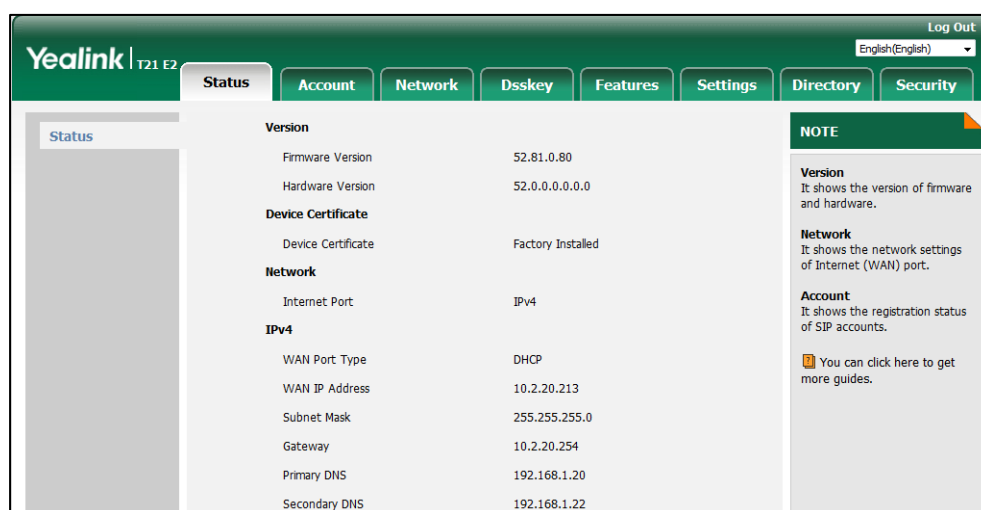 Log Out
English(English)
Yealink | T21 E2
Status Account Network Dsskey Features Settings Directory Security
Status
Version
Firmware Version 52.81.0.80
Hardware Version 52.0.0.0.0.0.0
Device Certificate
Device Certificate Factory Installed
Network
Internet Port IPv4
IPv4
WAN Port Type DHCP
WAN IP Address 10.2.20.213
Subnet Mask 255.255.255.0
Gateway 10.2.20.254
Primary DNS 192.168.1.20
Secondary DNS 192.168.1.22
NOTE
Version
It shows the version of firmware
and hardware.
Network
It shows the network settings
of Internet (WAN) port.
Account
It shows the registration status
of SIP accounts.
You can click here to get
more guides.